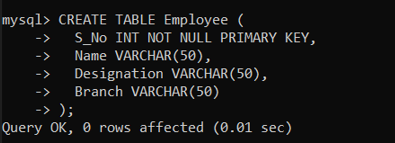 mysql> CREATE TABLE Employee (
    ->   S_No INT NOT NULL PRIMARY KEY,
    ->   Name VARCHAR(50),
    ->   Designation VARCHAR(50),
    ->   Branch VARCHAR(50)
    -> );
Query OK, 0 rows affected (0.01 sec)